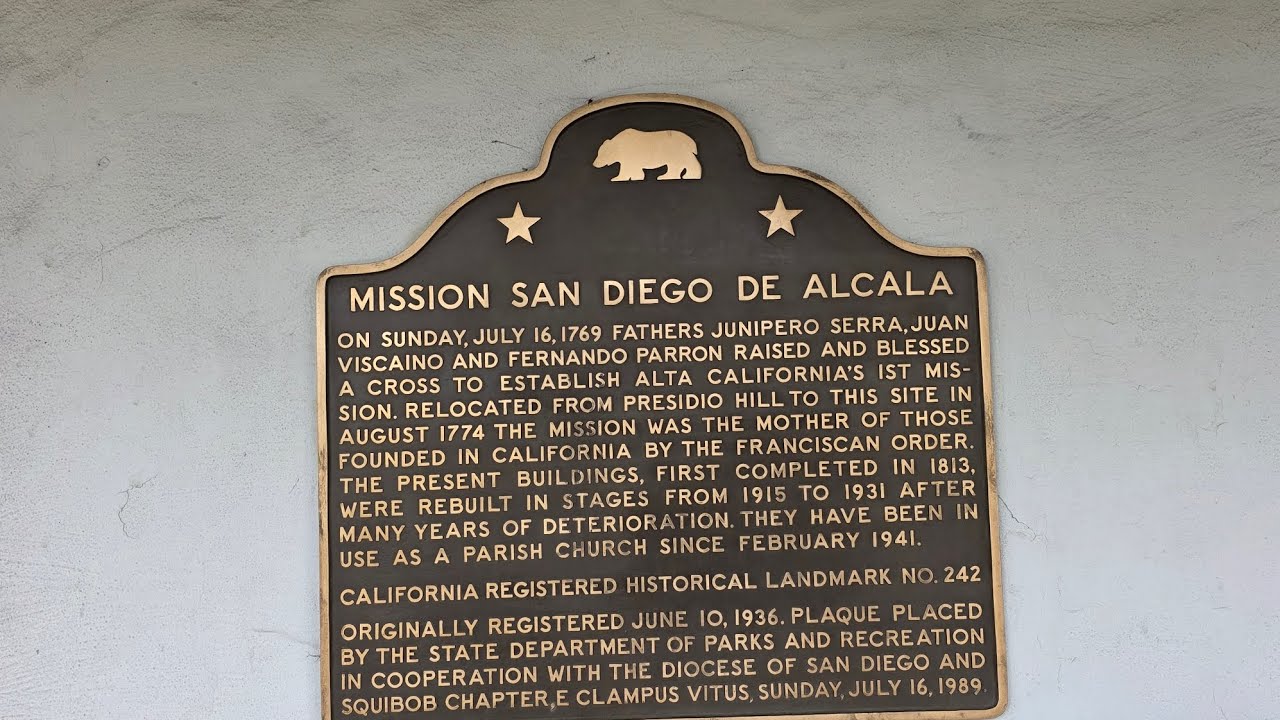 MISSION SAN DIEGO DE ALCALA
ON SUNDAY, JULY 16, 1769 FATHERS JUNIPERO SERRA, JUAN
VISCAINO AND FERNANDO PARRON RAISED AND BLESSED
A CROSS TO ESTABLISH ALTA CALIFORNIA'S 1ST MIS-
SION. RELOCATED FROM PRESIDIO HILL TO THIS SITE IN
AUGUST 1774 THE MISSION WAS THE MOTHER OF THOSE
FOUNDED IN CALIFORNIA BY THE FRANCISCAN ORDER.
THE PRESENT BUILDINGS, FIRST COMPLETED IN 1813,
WERE REBUILT IN STAGES FROM 1915 TO 1931 AFTER
MANY YEARS OF DETERIORATION. THEY HAVE BEEN IN
USE AS A PARISH CHURCH SINCE FEBRUARY 1941.
CALIFORNIA REGISTERED HISTORICAL LANDMARK NO. 242
ORIGINALLY REGISTERED JUNE 10, 1936. PLAQUE PLACED
BY THE STATE DEPARTMENT OF PARKS AND RECREATION
IN COOPERATION WITH THE DIOCESE OF SAN DIEGO AND
SQUIBOB CHAPTER, E CLAMPUS VITUS, SUNDAY, JULY 16, 1989.